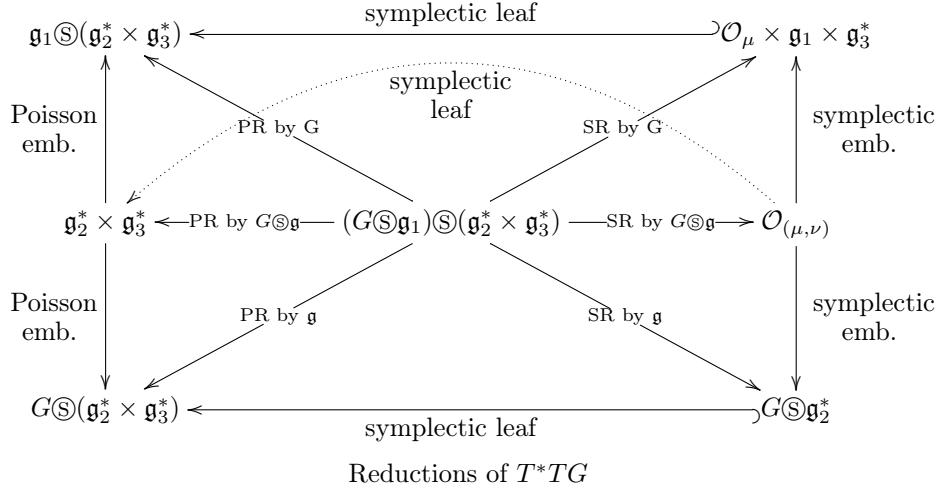 symplectic leaf
𝔤₁Ⓢ(𝔤₂* × 𝔤₃*)
𝒪_μ × 𝔤₁ × 𝔤₃*
symplectic
leaf
Poisson
emb.
PR by G
SR by G
symplectic
emb.
𝔤₂* × 𝔤₃*
PR by GⓈ𝔤
(GⓈ𝔤₁)Ⓢ(𝔤₂* × 𝔤₃*)
SR by GⓈ𝔤
𝒪_(μ,ν)
Poisson
emb.
PR by 𝔤
SR by 𝔤
symplectic
emb.
GⓈ(𝔤₂* × 𝔤₃*)
GⓈ𝔤₂*
symplectic leaf
Reductions of T*TG